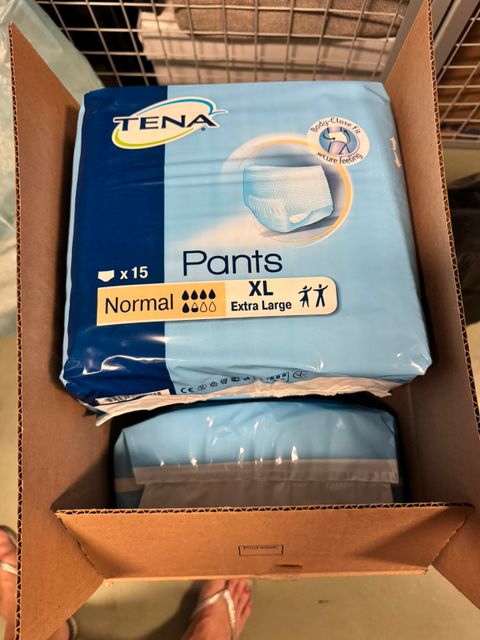 TENA
Body-Close Fit
secure feeling
Pants
x 15
Normal
XL
Extra Large